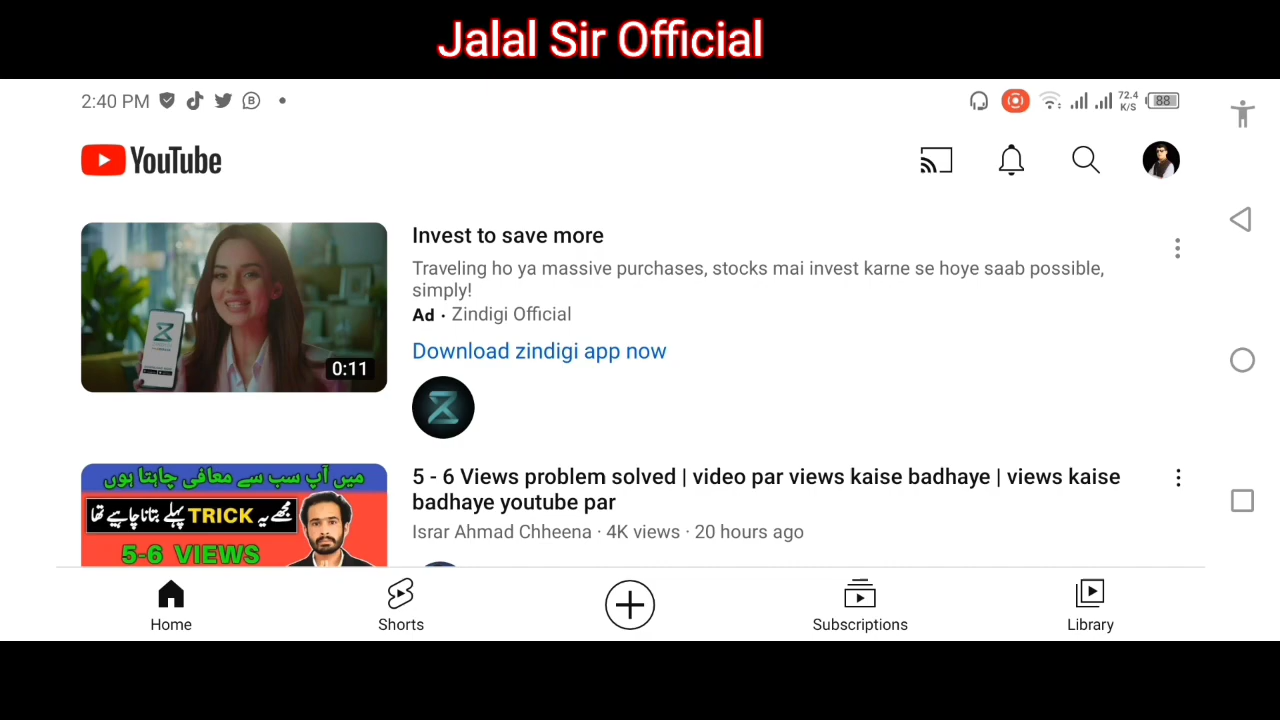 Jalal Sir Official
2:40 PM
72.4
K/S
88
YouTube
Invest to save more
Traveling ho ya massive purchases, stocks mai invest karne se hoye saab possible,
simply!
Ad · Zindigi Official
Download zindigi app now
0:11
میں آپ سب سے معافی چاہتا ہوں
مجھے یہ TRICK پہلے بتانا چاہیے تھا
5-6 VIEWS
5 - 6 Views problem solved | video par views kaise badhaye | views kaise
badhaye youtube par
Israr Ahmad Chheena · 4K views · 20 hours ago
Home
Shorts
Subscriptions
Library